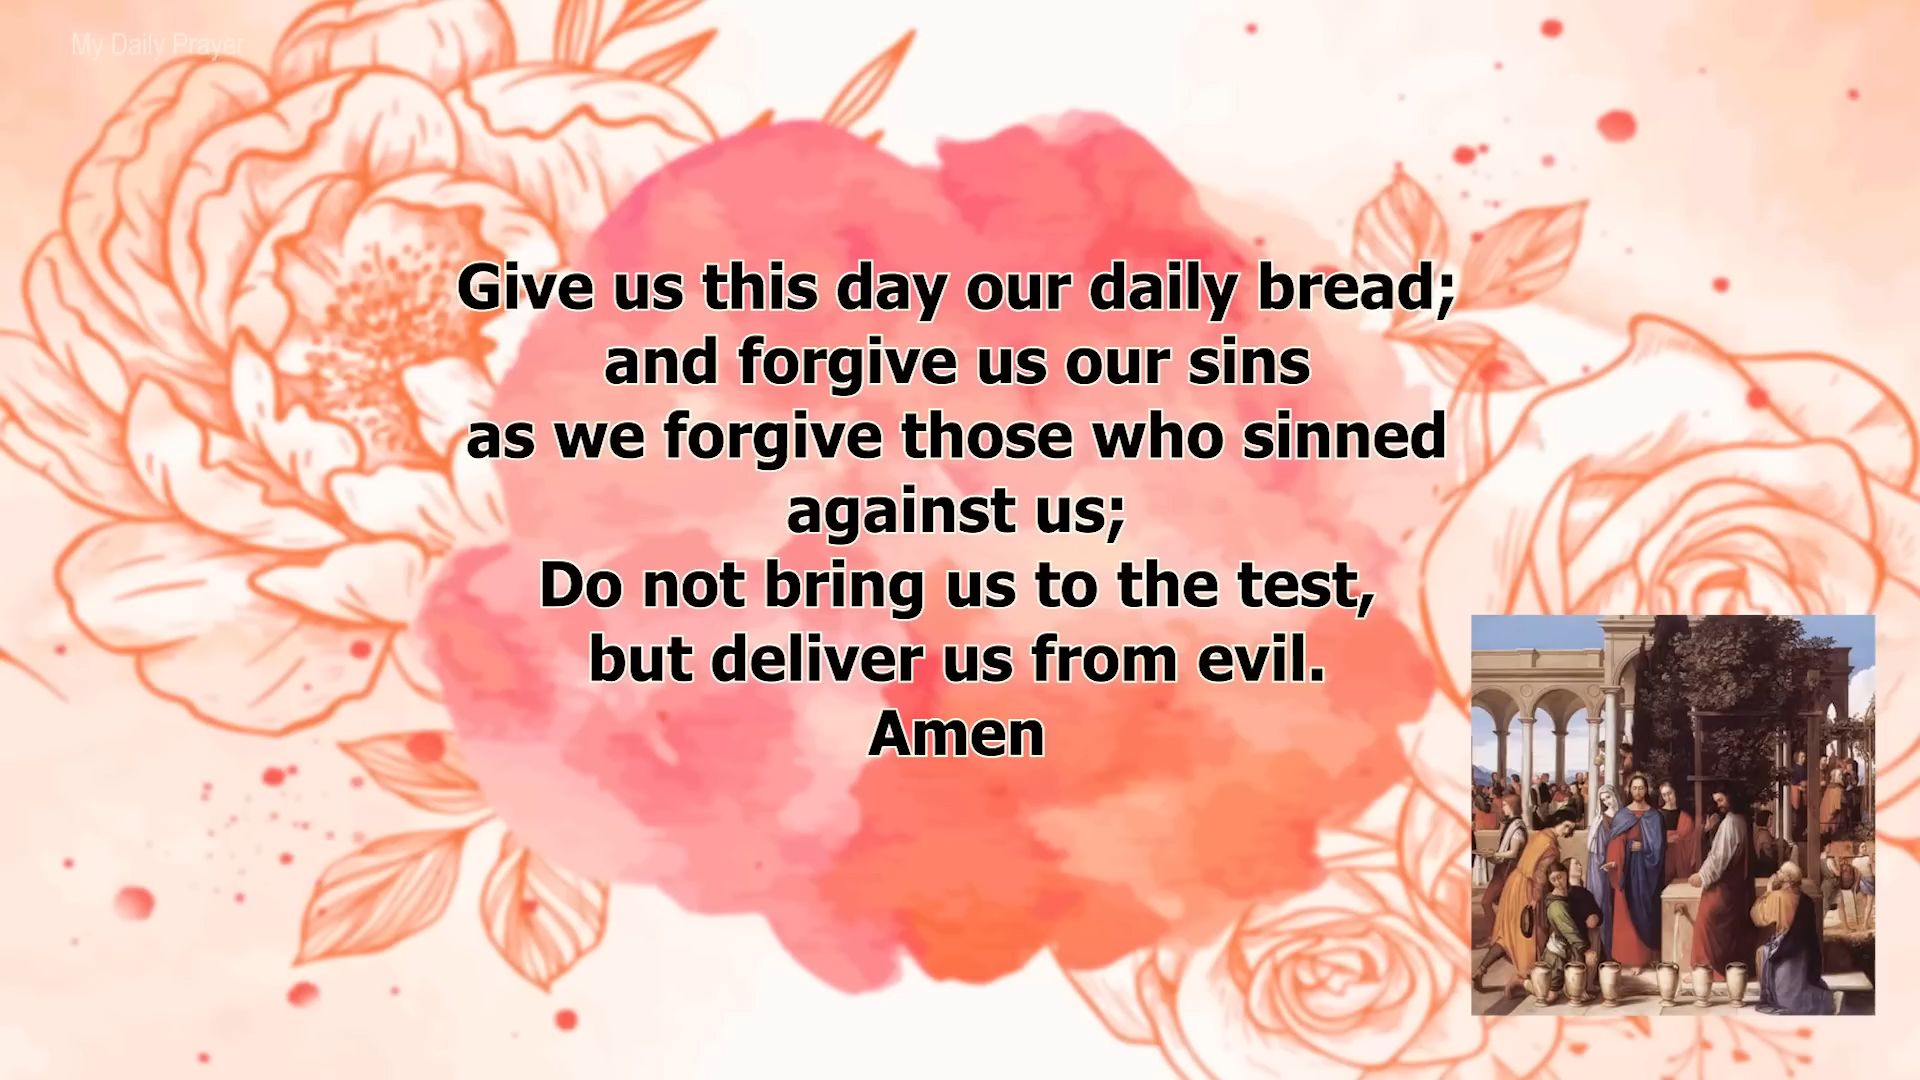 My Daily Prayer
Give us this day our daily bread;
and forgive us our sins
as we forgive those who sinned
against us;
Do not bring us to the test,
but deliver us from evil.
Amen